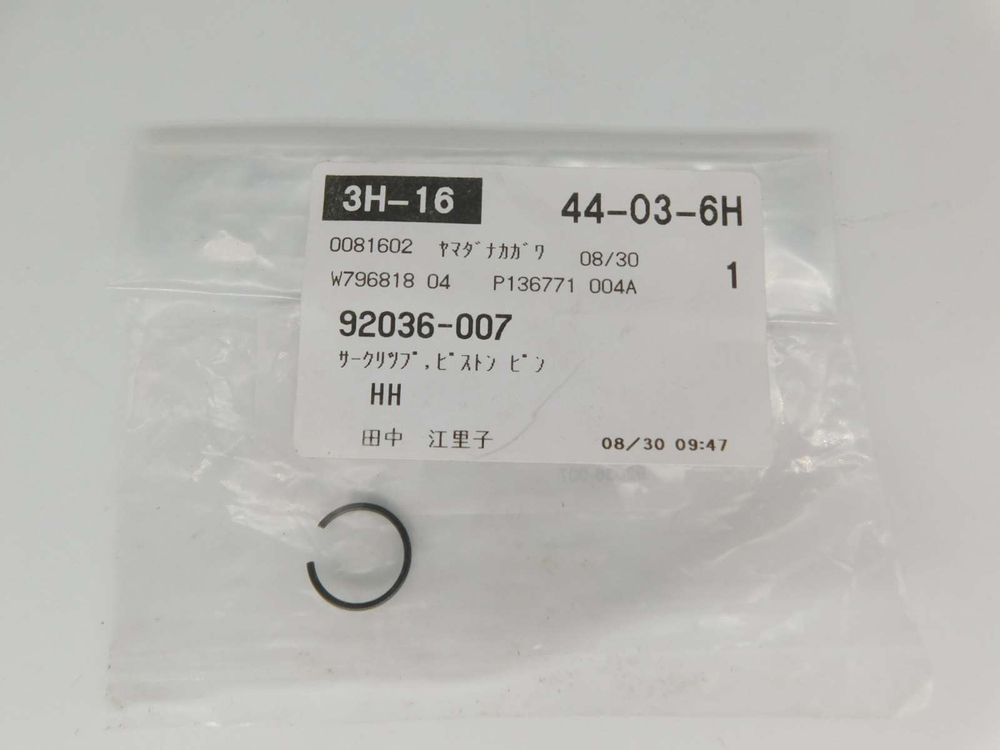 3H-16 44-03-6H
0081602 ﾔﾏﾀﾞﾅｶｶﾞﾜ 08/30
W796818 04 P136771 004A 1
92036-007
ｻｰｸﾘﾂﾌﾟ,ﾋﾟｽﾄﾝ ﾋﾟﾝ
HH
田中 江里子 08/30 09:47